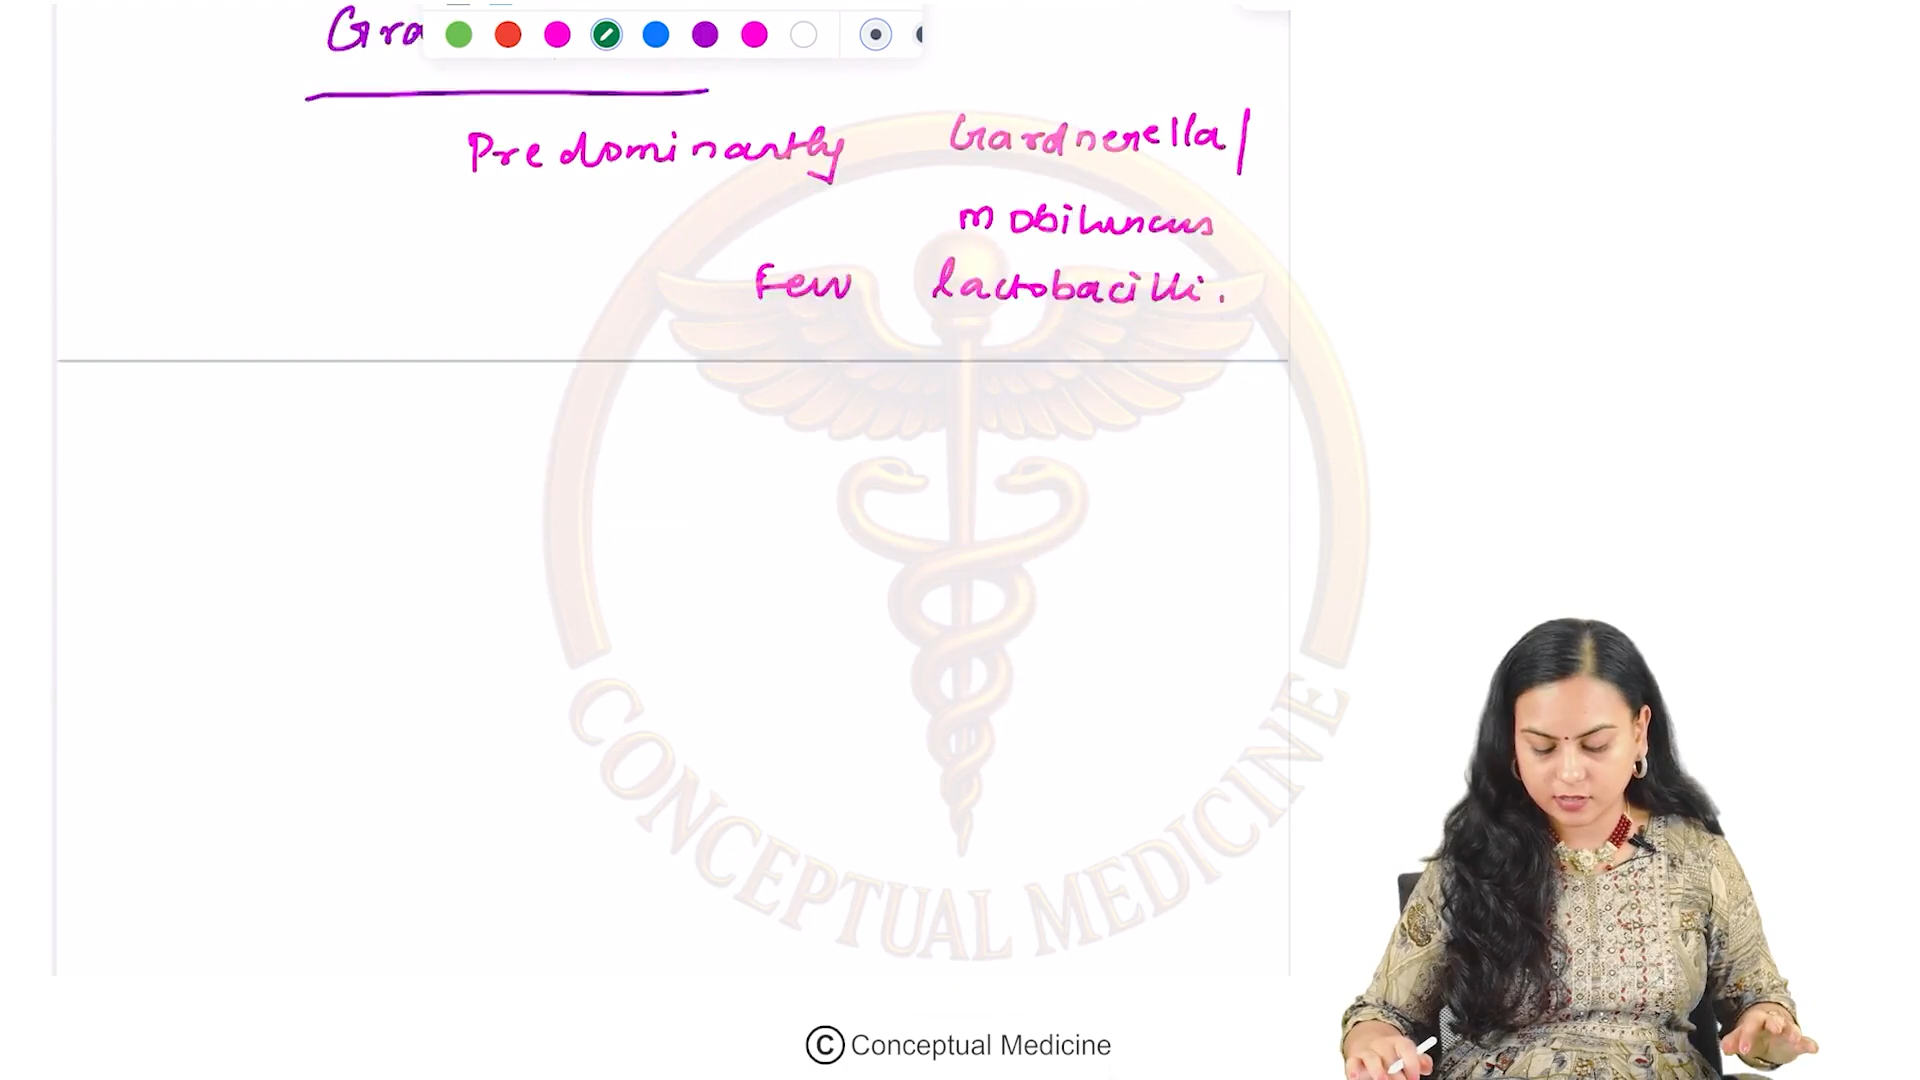 Gra
Predominantly Gardnerella/
mobiluncus
Few lactobacilli.
CONCEPTUAL MEDICINE
© Conceptual Medicine